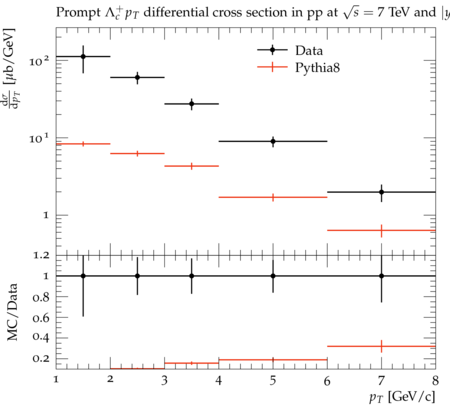 Prompt Λc+ pT differential cross section in pp at √s = 7 TeV and |y
dσ/dpT [μb/GeV]
Data
Pythia8
10²
10¹
1
MC/Data
1.2
1
0.8
0.6
0.4
0.2
1 2 3 4 5 6 7 8
pT [GeV/c]